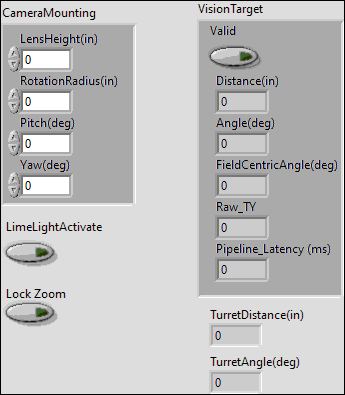 CameraMounting
LensHeight(in)
0
RotationRadius(in)
0
Pitch(deg)
0
Yaw(deg)
0
LimeLightActivate
Lock Zoom
VisionTarget
Valid
Distance(in)
0
Angle(deg)
0
FieldCentricAngle(deg)
0
Raw_TY
0
Pipeline_Latency (ms)
0
TurretDistance(in)
0
TurretAngle(deg)
0